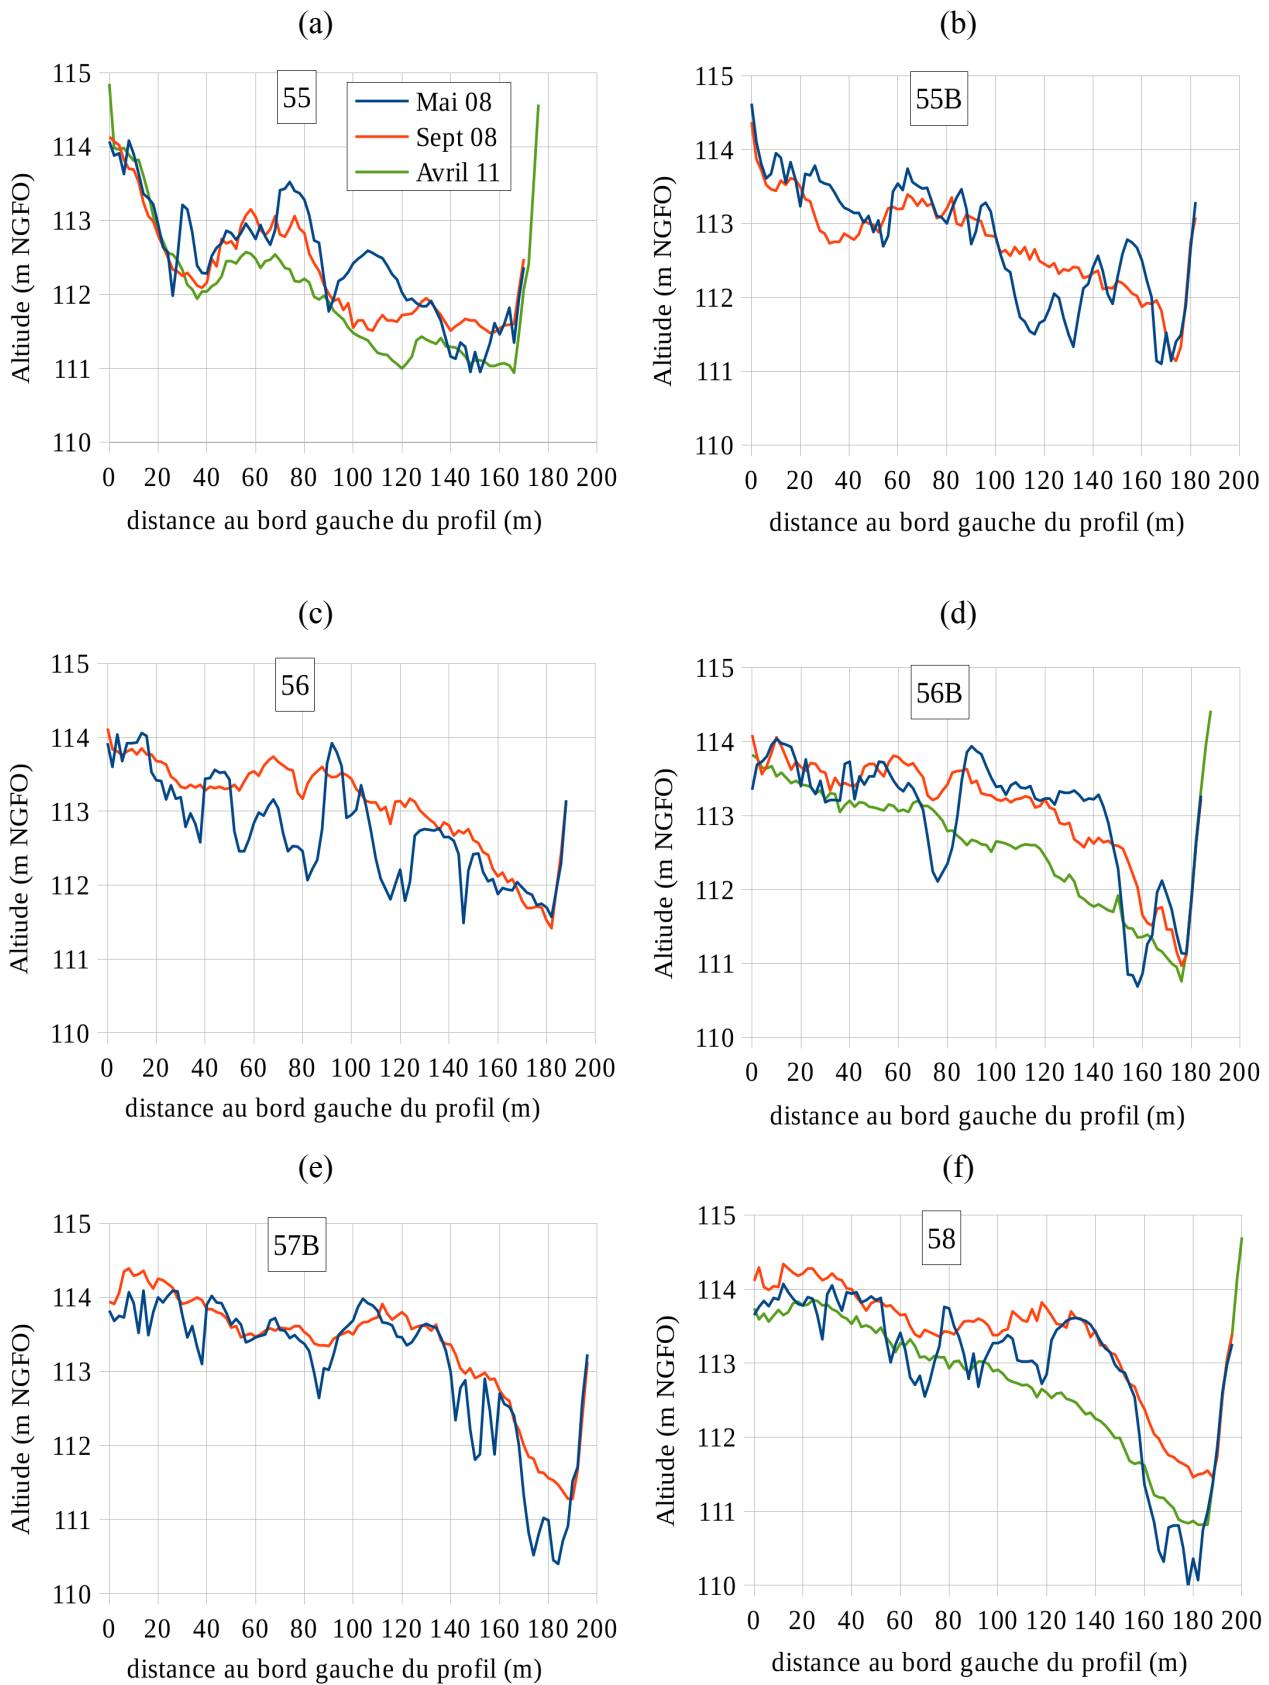 (a)
55
Mai 08
Sept 08
Avril 11
115
114
113
112
111
110
Altiude (m NGFO)
0 20 40 60 80 100 120 140 160 180 200
distance au bord gauche du profil (m)
(b)
55B
115
114
113
112
111
110
Altiude (m NGFO)
0 20 40 60 80 100 120 140 160 180 200
distance au bord gauche du profil (m)
(c)
56
115
114
113
112
111
110
Altiude (m NGFO)
0 20 40 60 80 100 120 140 160 180 200
distance au bord gauche du profil (m)
(d)
56B
115
114
113
112
111
110
Altiude (m NGFO)
0 20 40 60 80 100 120 140 160 180 200
distance au bord gauche du profil (m)
(e)
57B
115
114
113
112
111
110
Altiude (m NGFO)
0 20 40 60 80 100 120 140 160 180 200
distance au bord gauche du profil (m)
(f)
58
115
114
113
112
111
110
Altiude (m NGFO)
0 20 40 60 80 100 120 140 160 180 200
distance au bord gauche du profil (m)